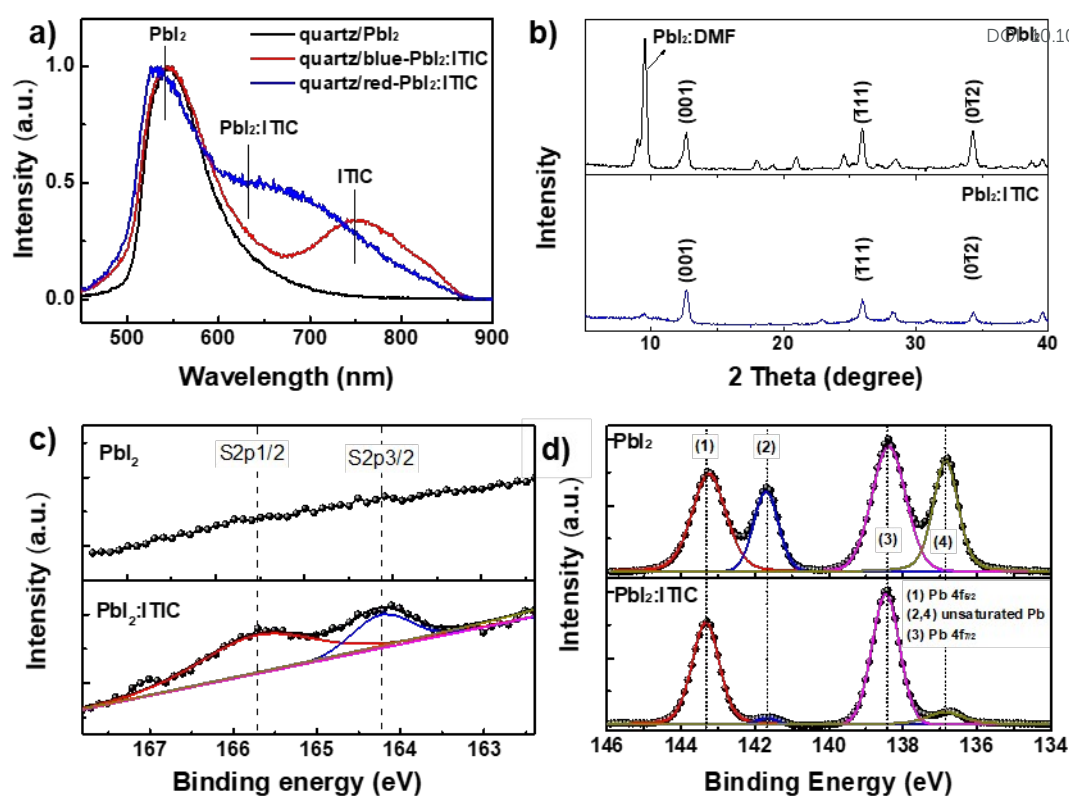 a)
PbI₂
quartz/PbI₂
quartz/blue-PbI₂:ITIC
quartz/red-PbI₂:ITIC
PbI₂:ITIC
ITIC
Intensity (a.u.)
1.0
0.5
0.0
500 600 700 800 900
Wavelength (nm)
b)
PbI₂:DMF
PbI₂
(001)
(1̅11)
(01̅2)
PbI₂:ITIC
(001)
(1̅11)
(01̅2)
Intensity
10 20 30 40
2 Theta (degree)
c)
PbI₂
S2p1/2
S2p3/2
PbI₂:ITIC
Intensity (a.u.)
167 166 165 164 163
Binding energy (eV)
d)
PbI₂
(1)
(2)
(3)
(4)
PbI₂:ITIC
(1) Pb 4f₅/₂
(2,4) unsaturated Pb
(3) Pb 4f₇/₂
Intensity (a.u.)
146 144 142 140 138 136 134
Binding Energy (eV)